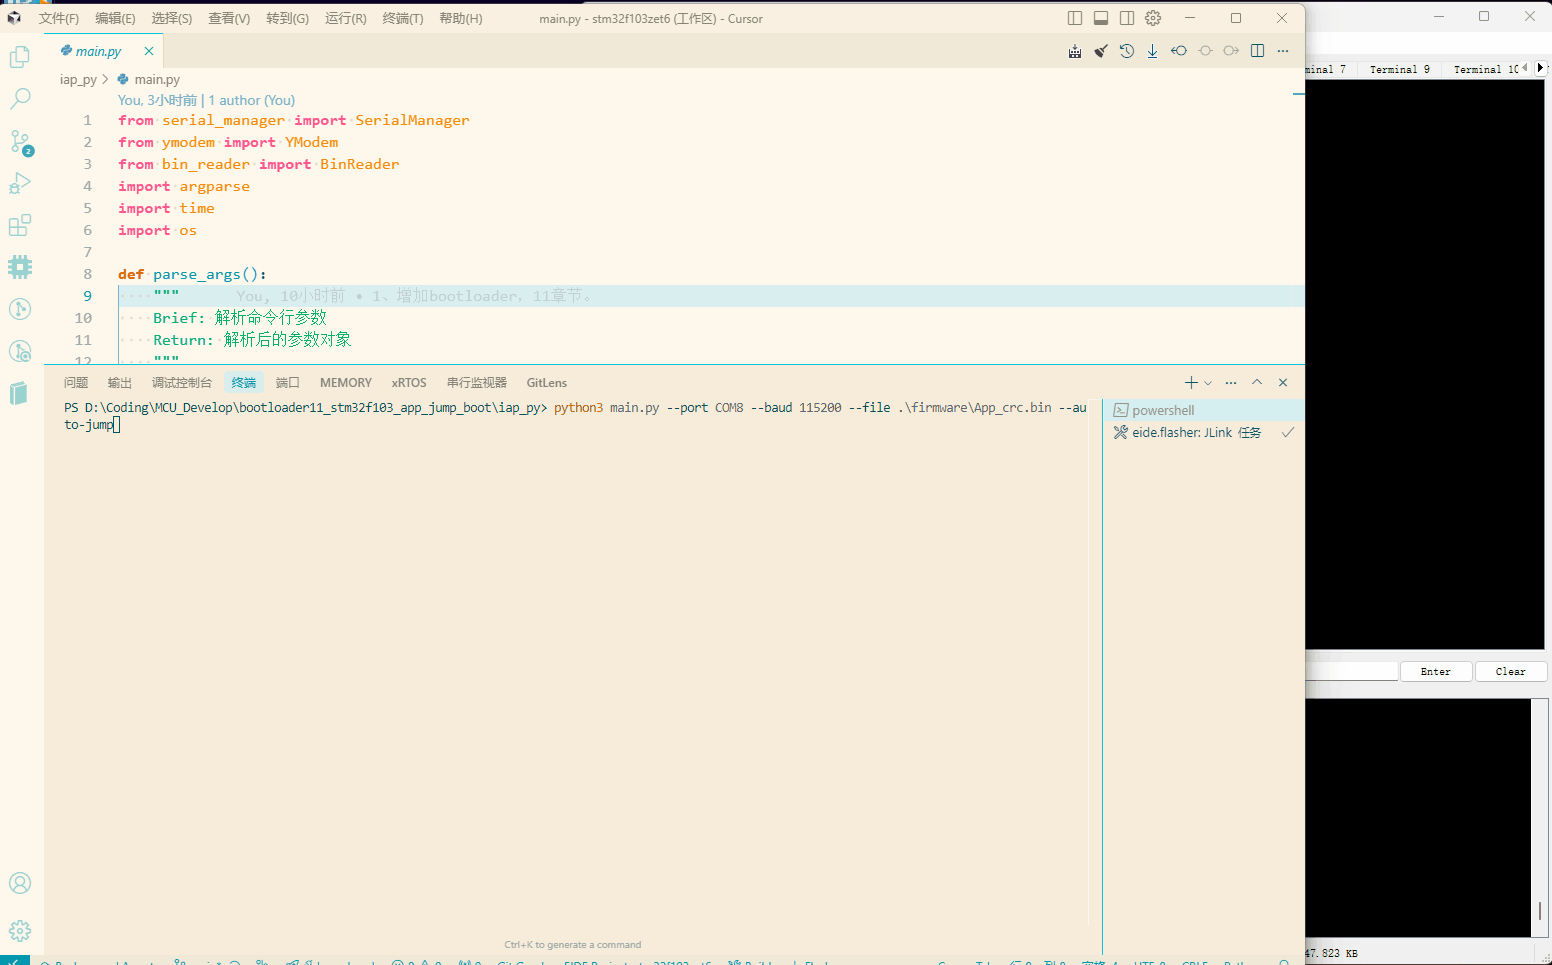 文件(F) 编辑(E) 选择(S) 查看(V) 转到(G) 运行(R) 终端(T) 帮助(H) main.py - stm32f103zet6 (工作区) - Cursor
main.py
iap_py > main.py
You, 3小时前 | 1 author (You)
1 from serial_manager import SerialManager
2 from ymodem import YModem
3 from bin_reader import BinReader
4 import argparse
5 import time
6 import os
7
8 def parse_args():
9 """ You, 10小时前 • 1、增加bootloader，11章节。
10 Brief: 解析命令行参数
11 Return: 解析后的参数对象
12 """
问题 输出 调试控制台 终端 端口 MEMORY xRTOS 串行监视器 GitLens
PS D:\Coding\MCU_Develop\bootloader11_stm32f103_app_jump_boot\iap_py> python3 main.py --port COM8 --baud 115200 --file .\firmware\App_crc.bin --au
to-jump
powershell
eide.flasher: JLink 任务
2
Ctrl+K to generate a command
minal 7 Terminal 9 Terminal 10
Enter Clear
47.823 KB